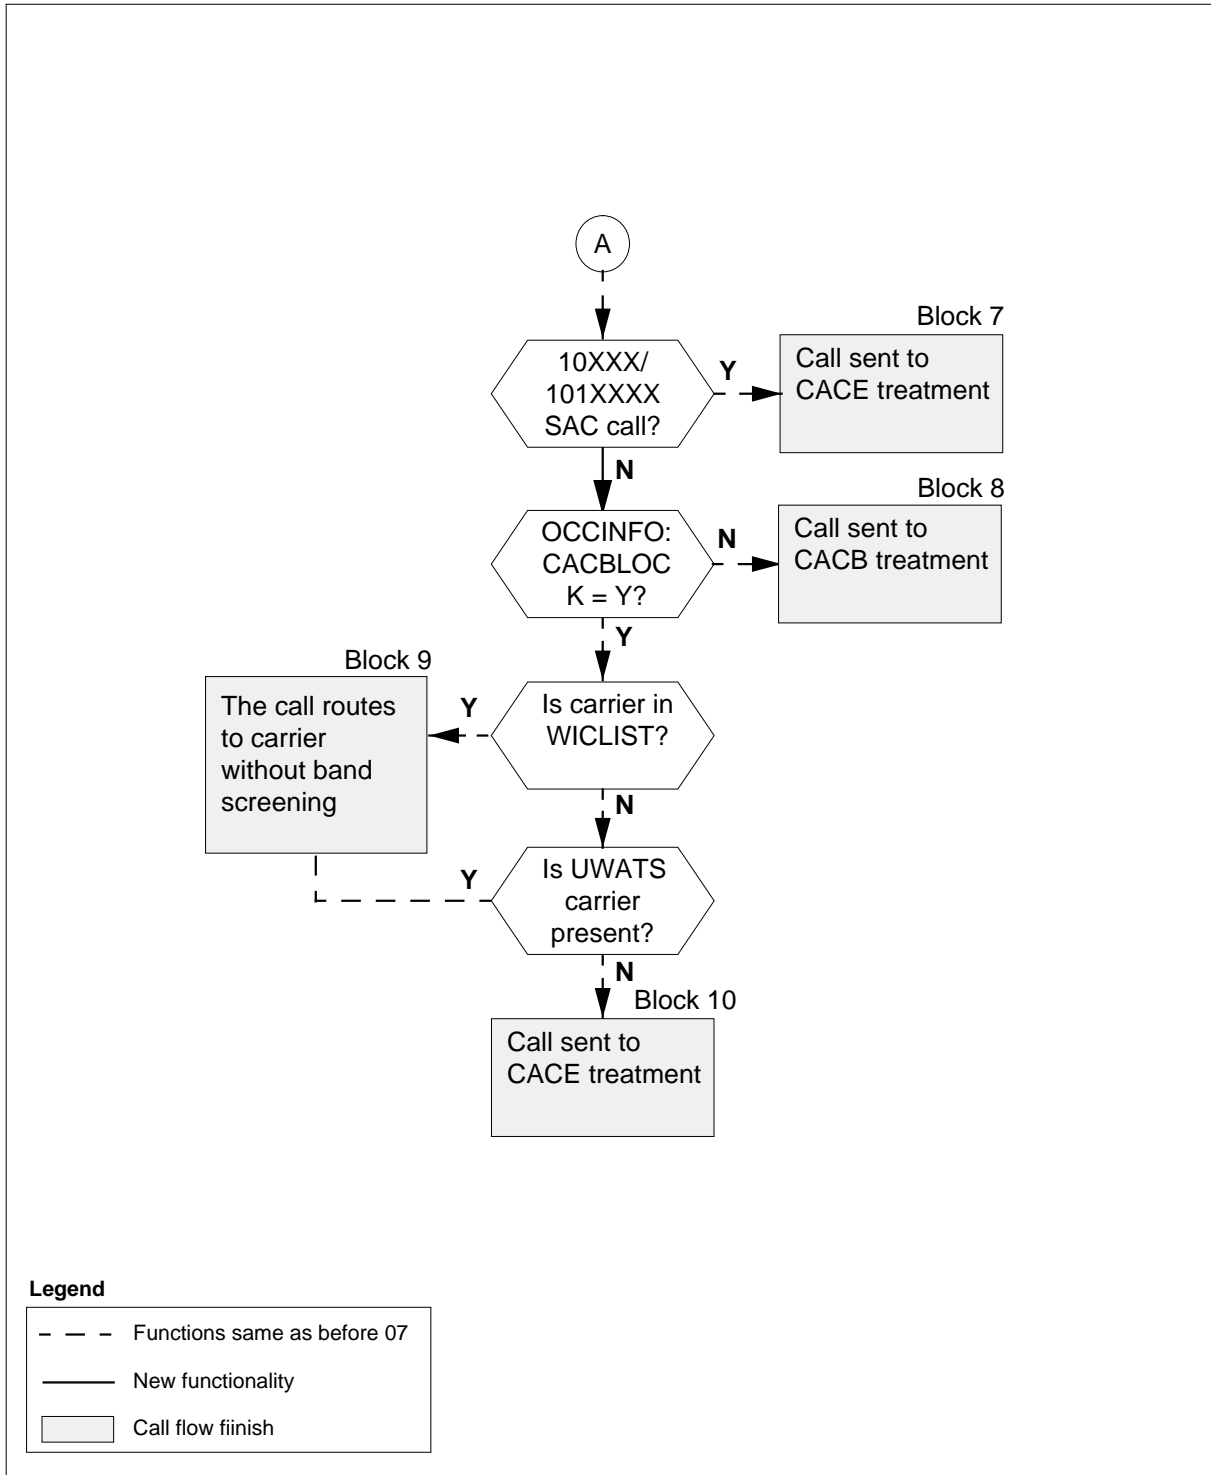 A
Block 7
10XXX/
101XXXX
SAC call?
Y
Call sent to
CACE treatment
N
Block 8
OCCINFO:
CACBLOC
K = Y?
N
Call sent to
CACB treatment
Y
Block 9
The call routes
to carrier
without band
screening
Y
Is carrier in
WICLIST?
N
Y
Is UWATS
carrier
present?
N
Block 10
Call sent to
CACE treatment
Legend
Functions same as before 07
New functionality
Call flow fiinish